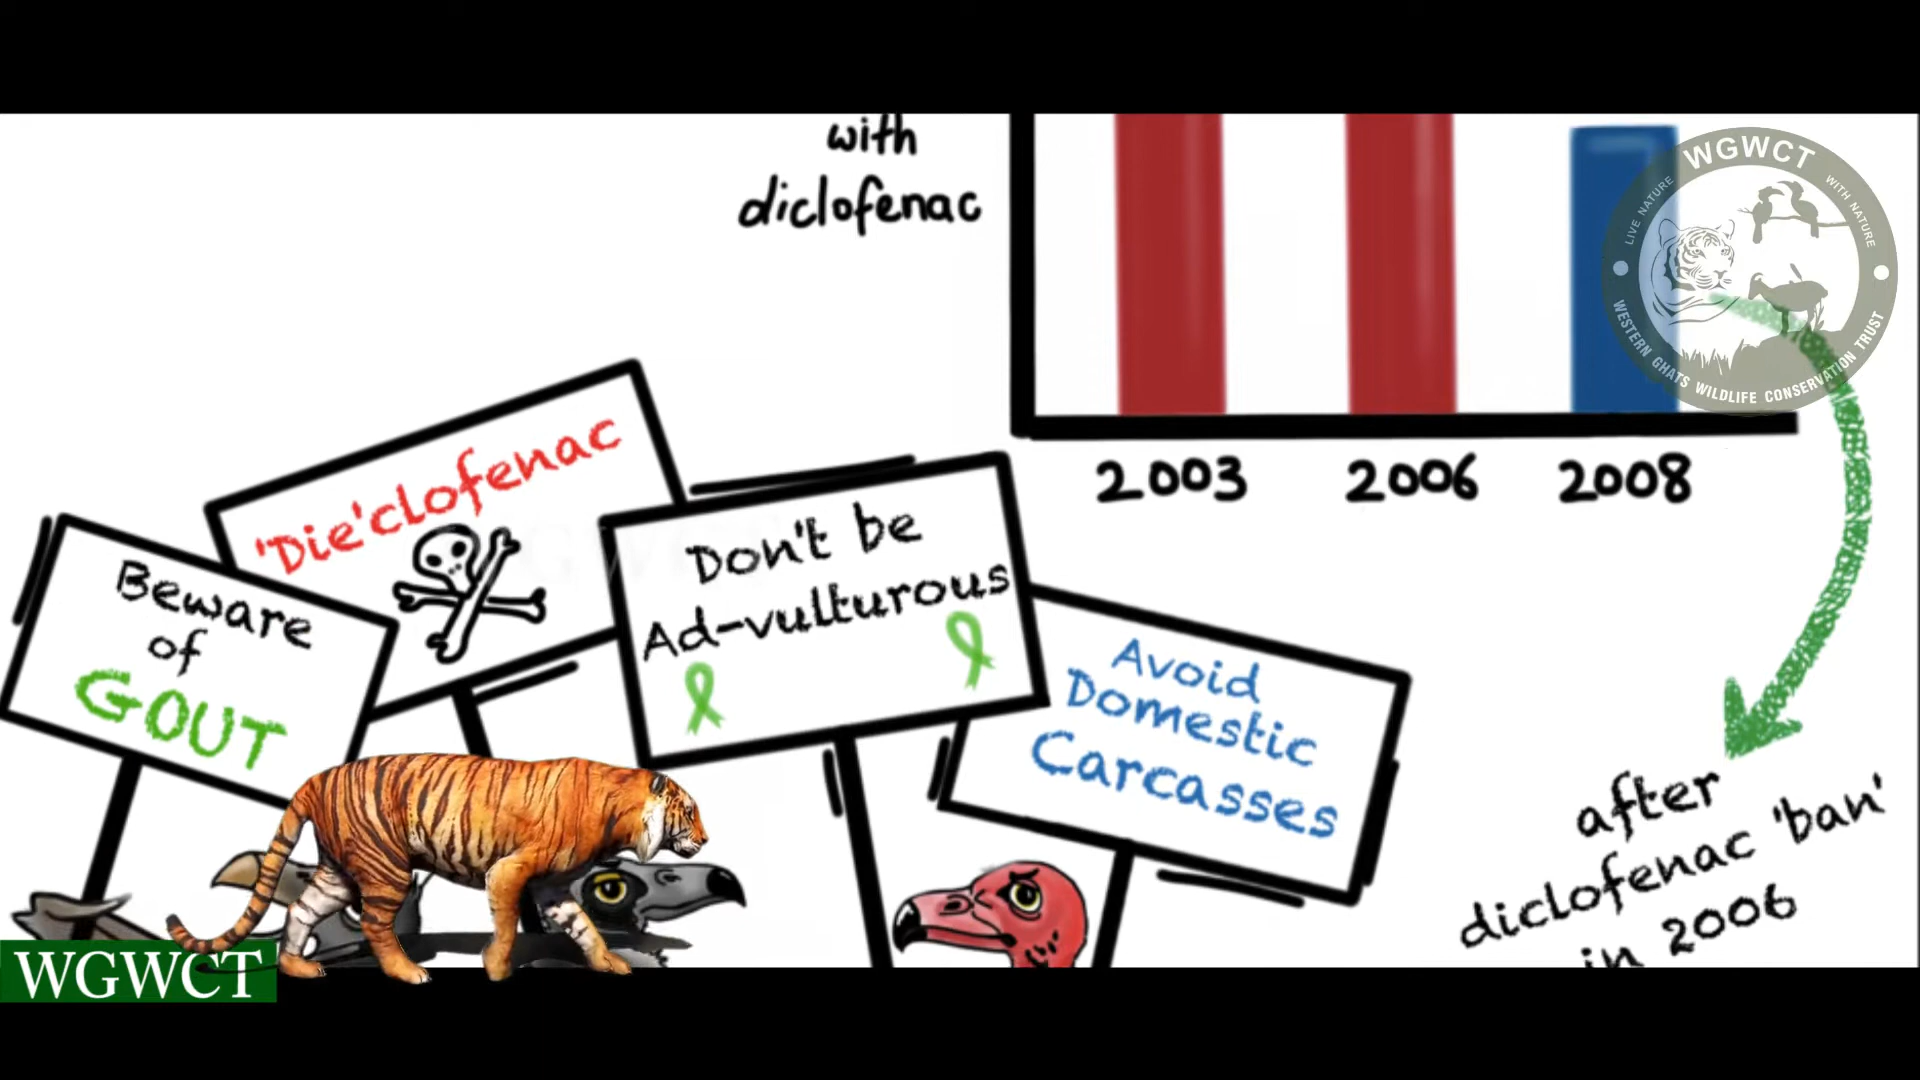 with
diclofenac
WGWCT
LIVE NATURE
WITH NATURE
WESTERN GHATS WILDLIFE CONSERVATION TRUST
2003
2006
2008
'Die'clofenac
Beware
of
GOUT
Don't be
Ad-vulturous
Avoid
Domestic
Carcasses
after
diclofenac 'ban'
in 2006
WGWCT